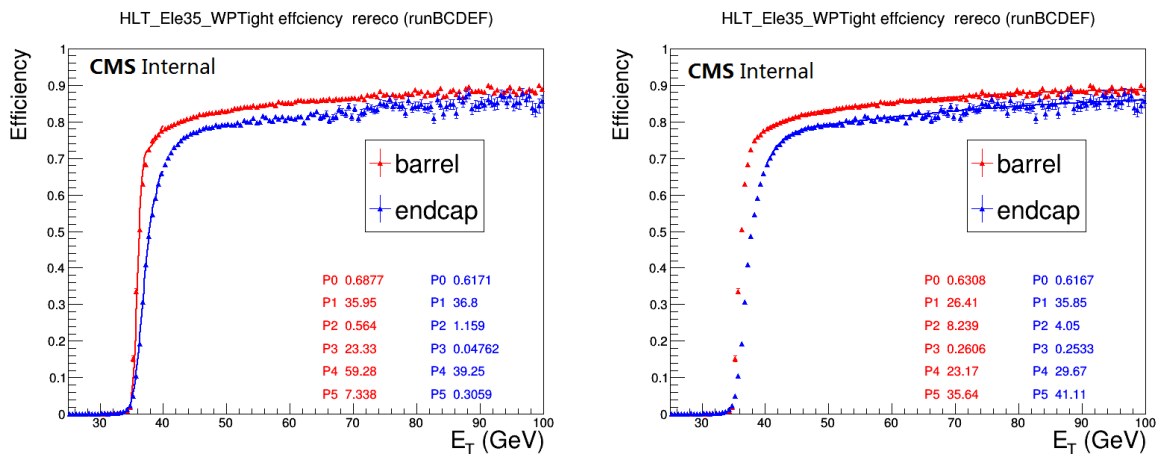 HLT_Ele35_WPTight effciency rereco (runBCDEF)
Efficiency
1
0.9
0.8
0.7
0.6
0.5
0.4
0.3
0.2
0.1
0
CMS Internal
barrel
endcap
P0 0.6877 P0 0.6171
P1 35.95 P1 36.8
P2 0.564 P2 1.159
P3 23.33 P3 0.04762
P4 59.28 P4 39.25
P5 7.338 P5 0.3059
30 40 50 60 70 80 90 100
E_T (GeV)
HLT_Ele35_WPTight effciency rereco (runBCDEF)
Efficiency
1
0.9
0.8
0.7
0.6
0.5
0.4
0.3
0.2
0.1
0
CMS Internal
barrel
endcap
P0 0.6308 P0 0.6167
P1 26.41 P1 35.85
P2 8.239 P2 4.05
P3 0.2606 P3 0.2533
P4 23.17 P4 29.67
P5 35.64 P5 41.11
30 40 50 60 70 80 90 100
E_T (GeV)